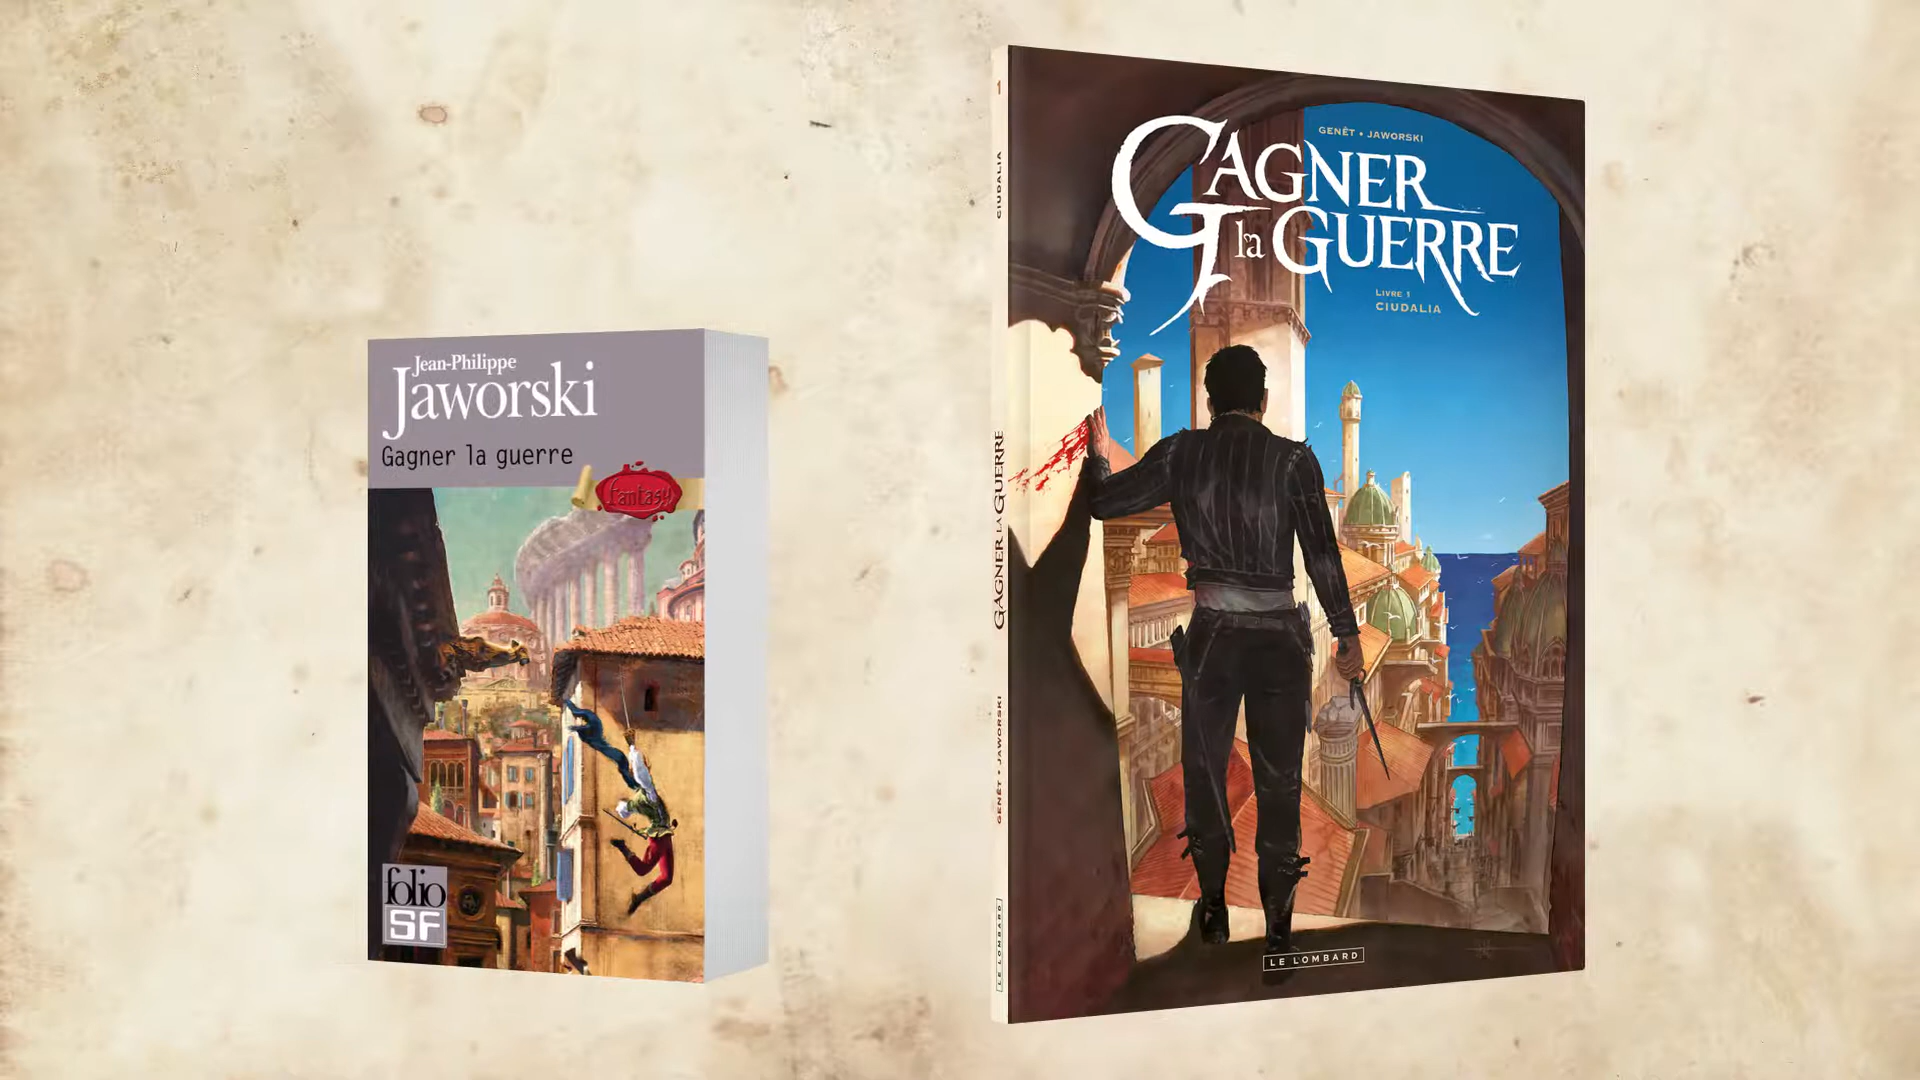 Jean-Philippe
Jaworski
Gagner la guerre
fantasy
folio
SF
1
CIUDALIA
GAGNER LA GUERRE
GENÊT • JAWORSKI
LE LOMBARD
GENÊT • JAWORSKI
GAGNER
la GUERRE
LIVRE 1
CIUDALIA
LE LOMBARD